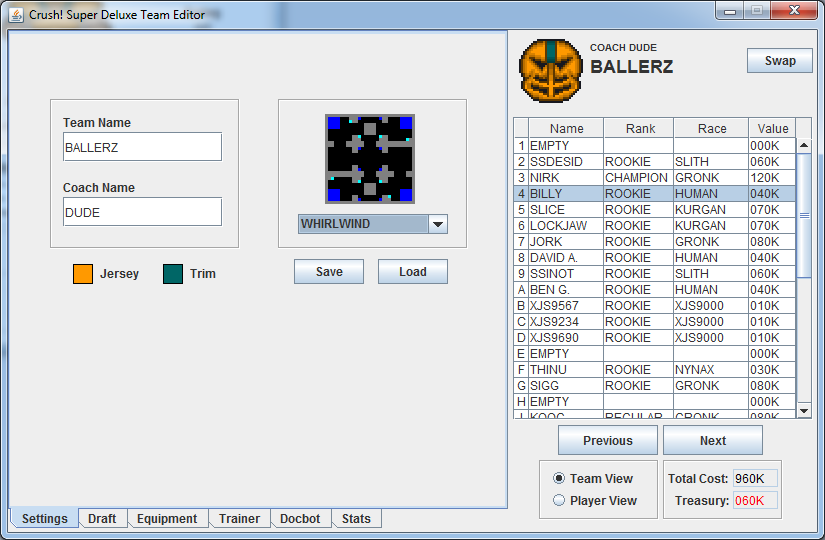 Crush! Super Deluxe Team Editor
Team Name
BALLERZ
Coach Name
DUDE
Jersey Trim
WHIRLWIND
Save Load
COACH DUDE
BALLERZ
Swap
Name Rank Race Value
1 EMPTY 000K
2 SSDESID ROOKIE SLITH 060K
3 NIRK CHAMPION GRONK 120K
4 BILLY ROOKIE HUMAN 040K
5 SLICE ROOKIE KURGAN 070K
6 LOCKJAW ROOKIE KURGAN 070K
7 JORK ROOKIE GRONK 080K
8 DAVID A. ROOKIE HUMAN 040K
9 SSINOT ROOKIE SLITH 060K
A BEN G. ROOKIE HUMAN 040K
B XJS9567 ROOKIE XJS9000 010K
C XJS9234 ROOKIE XJS9000 010K
D XJS9690 ROOKIE XJS9000 010K
E EMPTY 000K
F THINU ROOKIE NYNAX 030K
G SIGG ROOKIE GRONK 080K
H EMPTY 000K
REGULAR GRONK 080K
Previous Next
Team View
Player View
Total Cost: 960K
Treasury: 060K
Settings Draft Equipment Trainer Docbot Stats